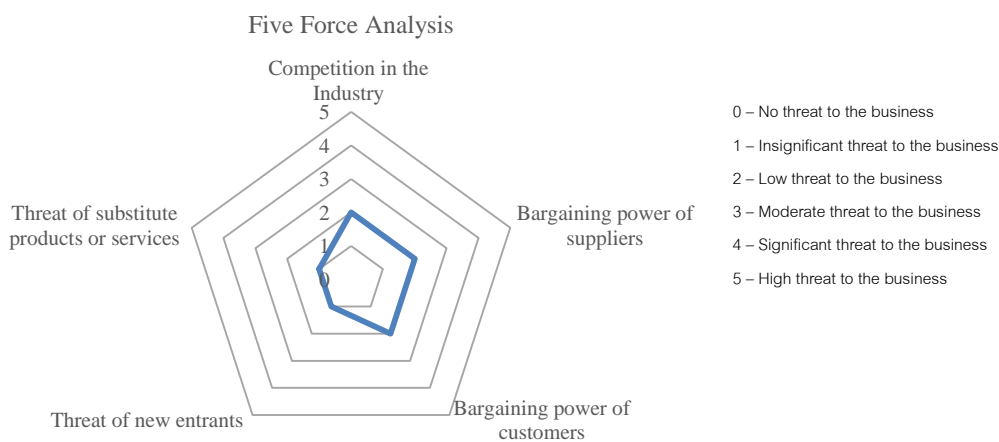 Five Force Analysis
Competition in the
Industry
5
4
3
2
1
0
Bargaining power of
suppliers
Bargaining power of
customers
Threat of new entrants
Threat of substitute
products or services
0 – No threat to the business
1 – Insignificant threat to the business
2 – Low threat to the business
3 – Moderate threat to the business
4 – Significant threat to the business
5 – High threat to the business